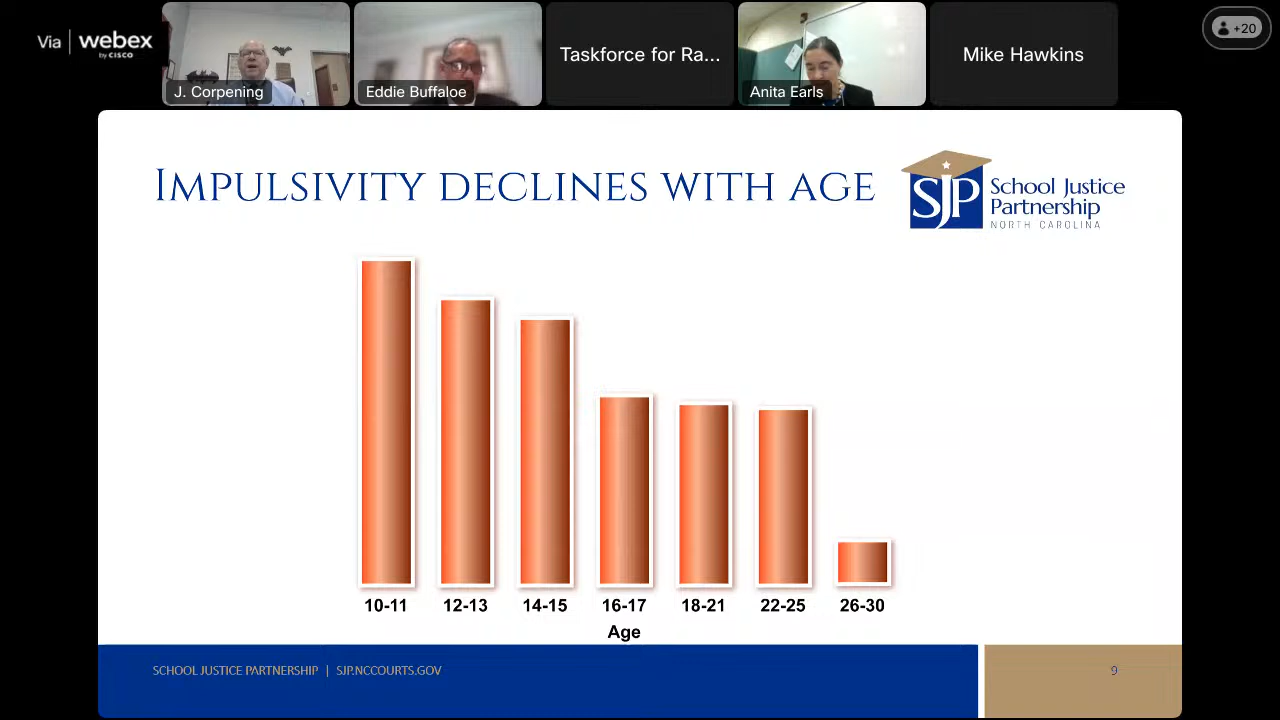 Via webex
by CISCO
J. Corpening
Eddie Buffaloe
Taskforce for Ra...
Anita Earls
Mike Hawkins
+20
IMPULSIVITY DECLINES WITH AGE
SJP
School Justice
Partnership
NORTH CAROLINA
10-11 12-13 14-15 16-17 18-21 22-25 26-30
Age
SCHOOL JUSTICE PARTNERSHIP | SJP.NCCOURTS.GOV
9